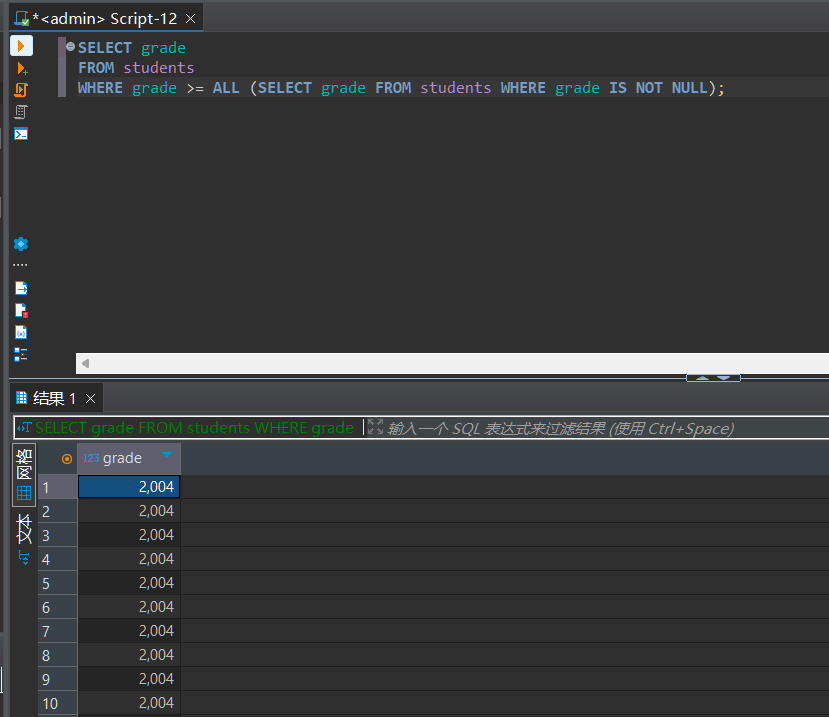 *<admin> Script-12
SELECT grade
FROM students
WHERE grade >= ALL (SELECT grade FROM students WHERE grade IS NOT NULL);
结果 1
SELECT grade FROM students WHERE grade 输入一个 SQL 表达式来过滤结果 (使用 Ctrl+Space)
网格
文本
123 grade
1 2,004
2 2,004
3 2,004
4 2,004
5 2,004
6 2,004
7 2,004
8 2,004
9 2,004
10 2,004